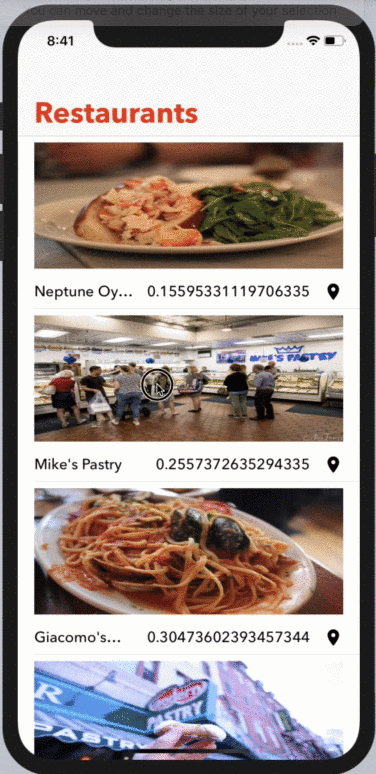 you can move and change the size of your selection
8:41
Restaurants
Neptune Oy... 0.15595331119706335
MIKE'S PASTRY
Mike's Pastry 0.2557372635294335
Giacomo's... 0.30473602393457344
R
PASTRY
PASTRY